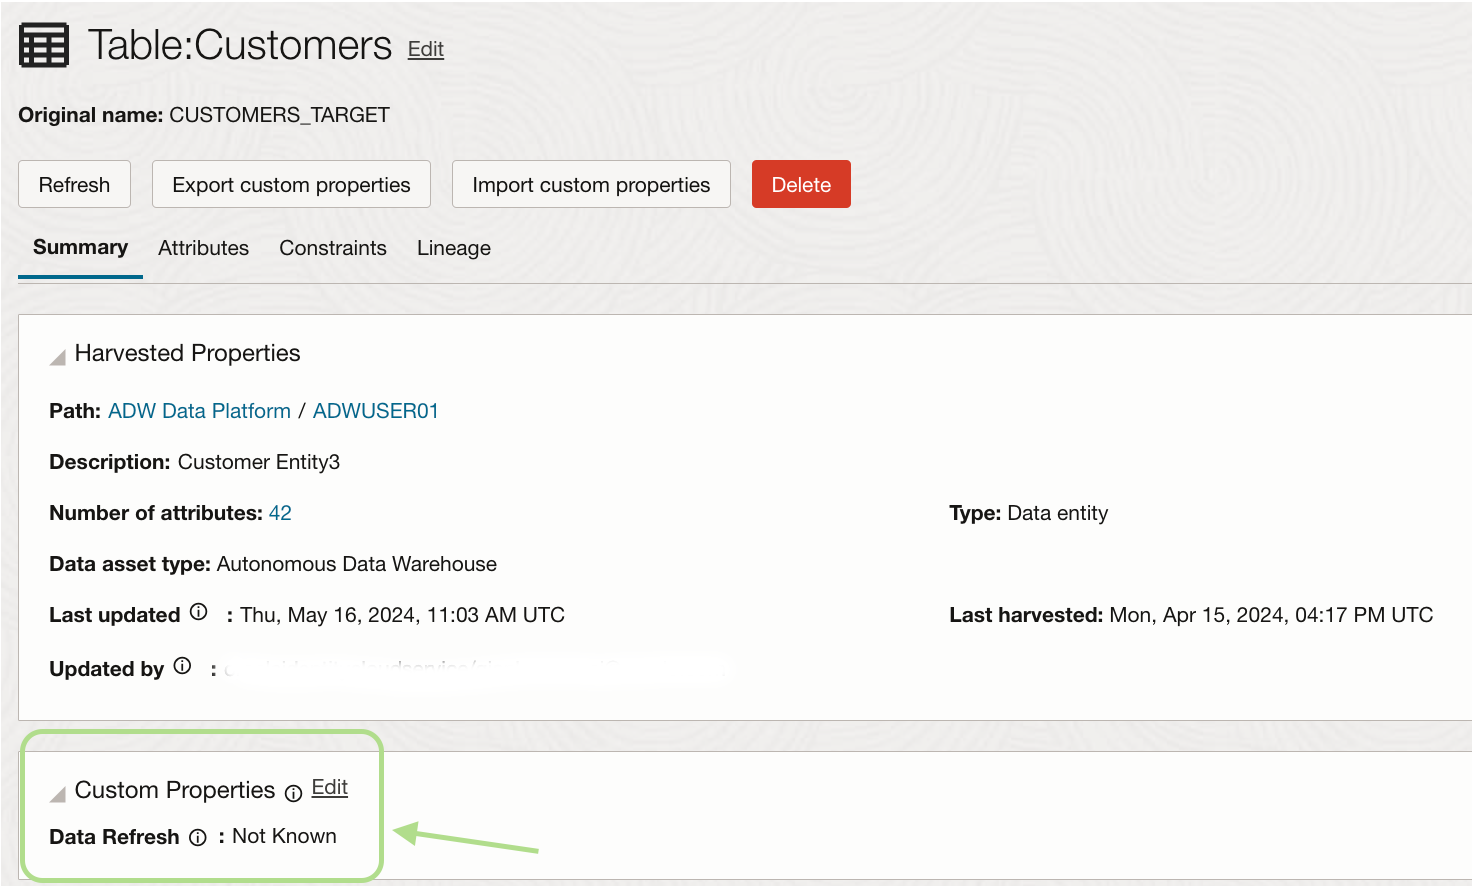 Table:Customers Edit
Original name: CUSTOMERS_TARGET
Refresh Export custom properties Import custom properties Delete
Summary Attributes Constraints Lineage
Harvested Properties
Path: ADW Data Platform / ADWUSER01
Description: Customer Entity3
Number of attributes: 42 Type: Data entity
Data asset type: Autonomous Data Warehouse
Last updated : Thu, May 16, 2024, 11:03 AM UTC Last harvested: Mon, Apr 15, 2024, 04:17 PM UTC
Updated by :
Custom Properties Edit
Data Refresh : Not Known